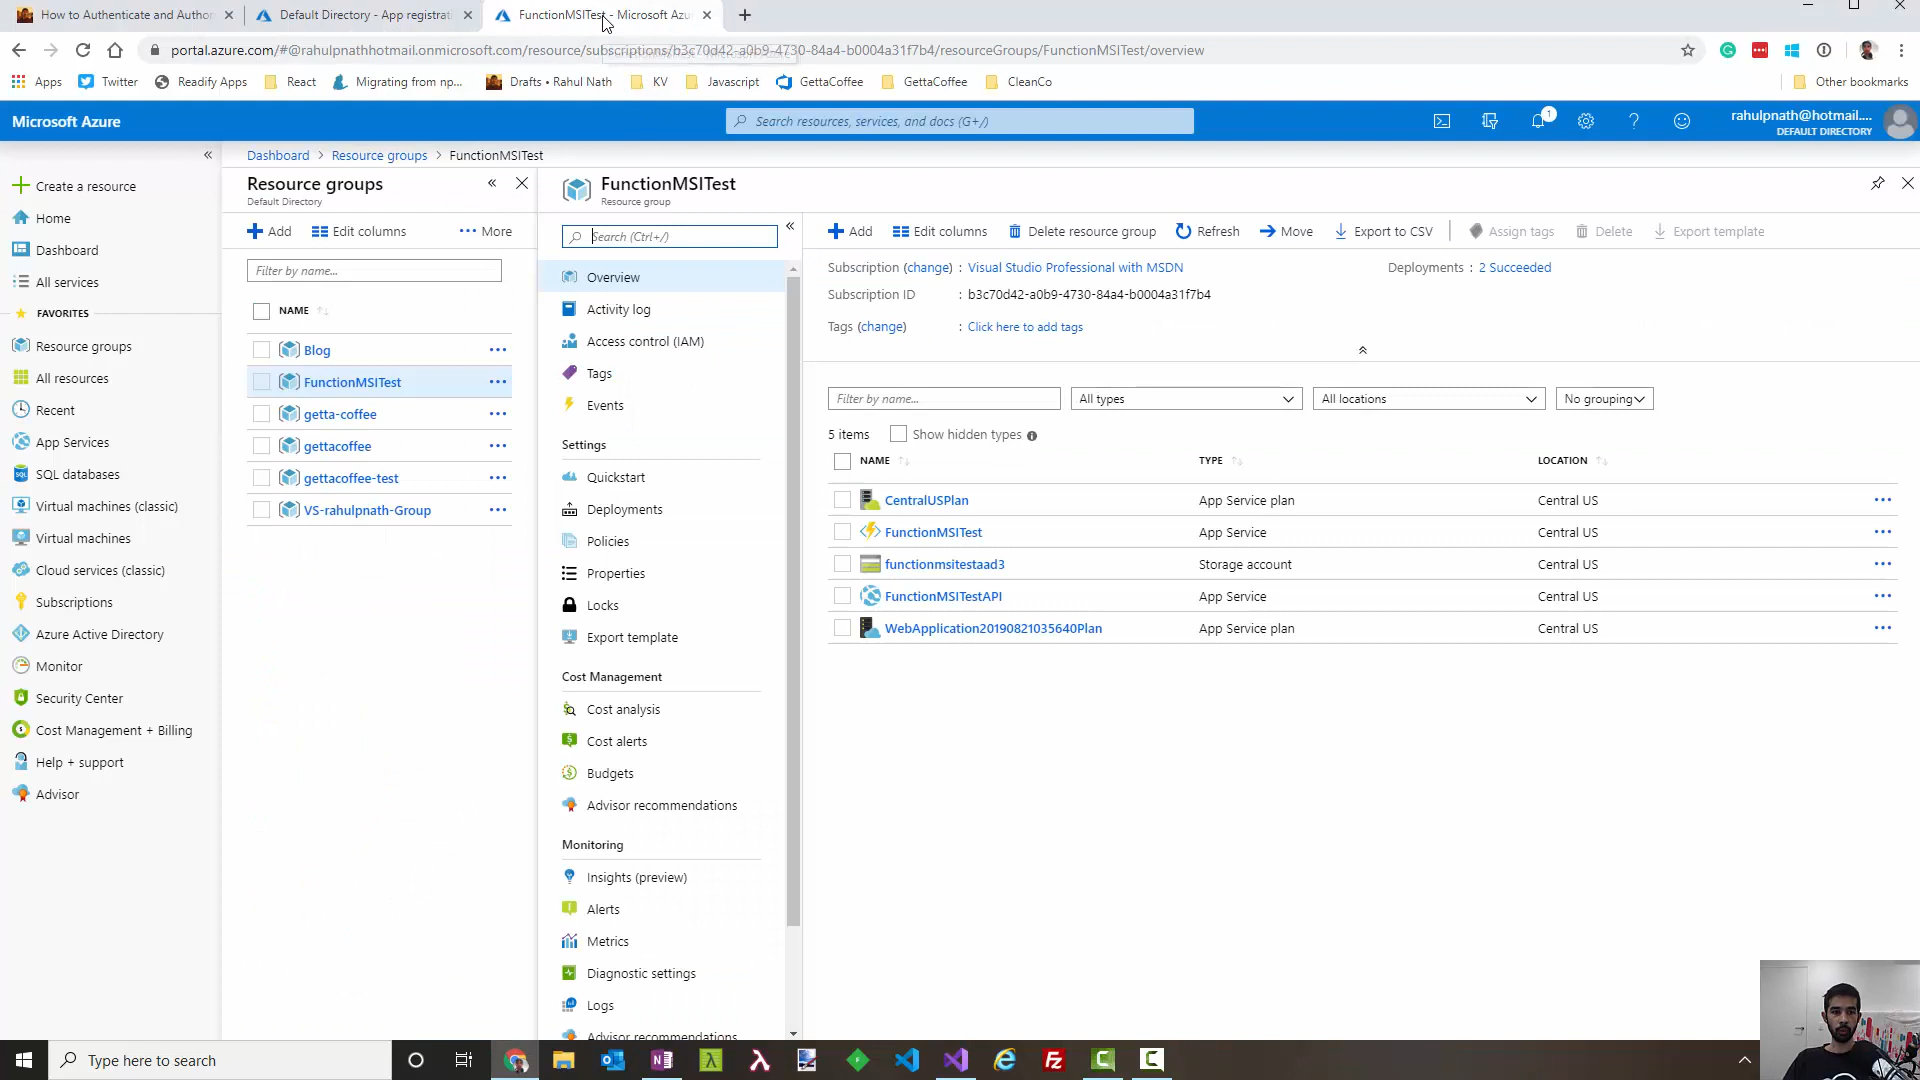 How to Authenticate and Author
Default Directory - App registrat
FunctionMSITest - Microsoft Azu
portal.azure.com/#@rahulpnathhotmail.onmicrosoft.com/resource/subscriptions/b3c70d42-a0b9-4730-84a4-b0004a31f7b4/resourceGroups/FunctionMSITest/overview
Apps
Twitter
Readify Apps
React
Migrating from np...
Drafts • Rahul Nath
KV
Javascript
GettaCoffee
GettaCoffee
CleanCo
Other bookmarks
Microsoft Azure
Search resources, services, and docs (G+/)
1
rahulpnath@hotmail....
DEFAULT DIRECTORY
Dashboard > Resource groups > FunctionMSITest
Create a resource
Home
Dashboard
All services
FAVORITES
Resource groups
All resources
Recent
App Services
SQL databases
Virtual machines (classic)
Virtual machines
Cloud services (classic)
Subscriptions
Azure Active Directory
Monitor
Security Center
Cost Management + Billing
Help + support
Advisor
Resource groups
Default Directory
Add
Edit columns
More
Filter by name...
NAME
Blog
FunctionMSITest
getta-coffee
gettacoffee
gettacoffee-test
VS-rahulpnath-Group
FunctionMSITest
Resource group
Search (Ctrl+/)
Overview
Activity log
Access control (IAM)
Tags
Events
Settings
Quickstart
Deployments
Policies
Properties
Locks
Export template
Cost Management
Cost analysis
Cost alerts
Budgets
Advisor recommendations
Monitoring
Insights (preview)
Alerts
Metrics
Diagnostic settings
Logs
Advisor recommendations
Add
Edit columns
Delete resource group
Refresh
Move
Export to CSV
Assign tags
Delete
Export template
Subscription (change) : Visual Studio Professional with MSDN
Deployments : 2 Succeeded
Subscription ID : b3c70d42-a0b9-4730-84a4-b0004a31f7b4
Tags (change) : Click here to add tags
Filter by name...
All types
All locations
No grouping
5 items
Show hidden types
NAME TYPE LOCATION
CentralUSPlan App Service plan Central US
FunctionMSITest App Service Central US
functionmsitestaad3 Storage account Central US
FunctionMSITestAPI App Service Central US
WebApplication20190821035640Plan App Service plan Central US
Type here to search